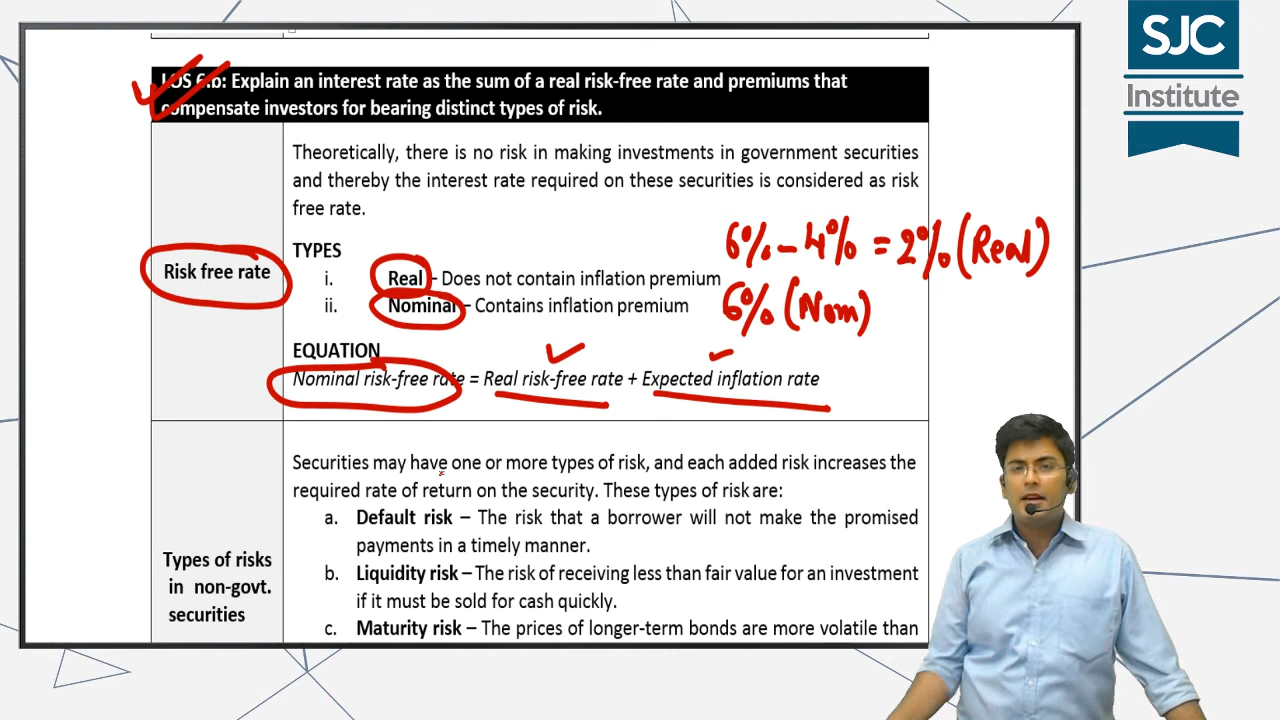 SJC
Institute
LOS 6.b: Explain an interest rate as the sum of a real risk-free rate and premiums that
compensate investors for bearing distinct types of risk.
Risk free rate
Theoretically, there is no risk in making investments in government securities
and thereby the interest rate required on these securities is considered as risk
free rate.
TYPES
i. Real – Does not contain inflation premium
ii. Nominal – Contains inflation premium
6% - 4% = 2% (Real)
6% (Nom)
EQUATION
Nominal risk-free rate = Real risk-free rate + Expected inflation rate
Types of risks
in non-govt.
securities
Securities may have one or more types of risk, and each added risk increases the
required rate of return on the security. These types of risk are:
a. Default risk – The risk that a borrower will not make the promised
payments in a timely manner.
b. Liquidity risk – The risk of receiving less than fair value for an investment
if it must be sold for cash quickly.
c. Maturity risk – The prices of longer-term bonds are more volatile than